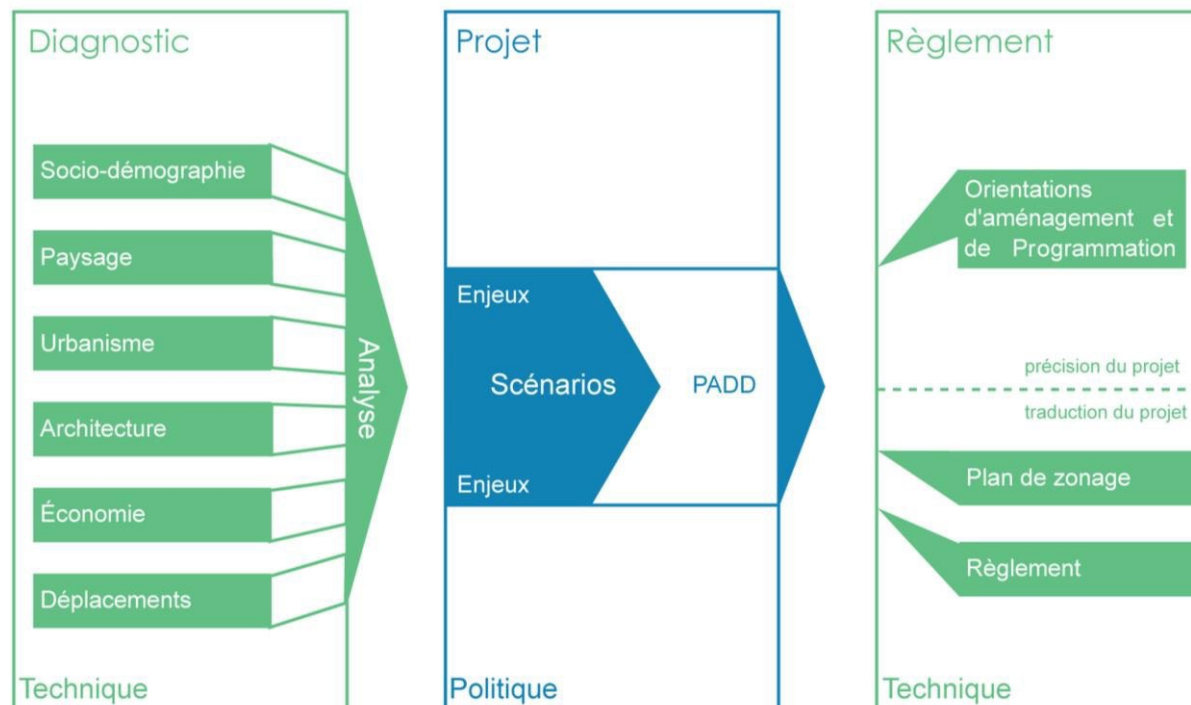 Diagnostic
Socio-démographie
Paysage
Urbanisme
Architecture
Économie
Déplacements
Analyse
Technique
Projet
Enjeux
Scénarios
PADD
Enjeux
Politique
Règlement
Orientations
d'aménagement et
de Programmation
précision du projet
traduction du projet
Plan de zonage
Règlement
Technique